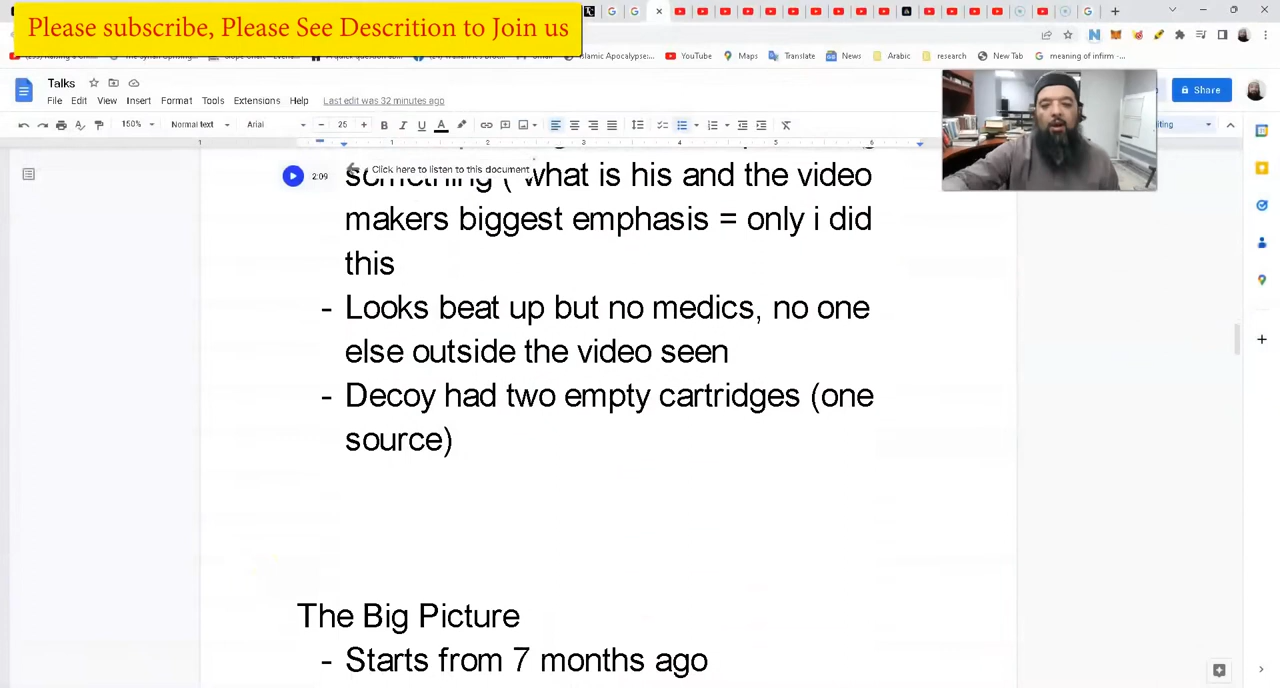 Please subscribe, Please See Descrition to Join us
YouTube
Maps
Translate
News
Arabic
research
New Tab
meaning of infirm -...
Talks
File Edit View Insert Format Tools Extensions Help Last edit was 32 minutes ago
Share
150% Normal text Arial 25
2:09 Click here to listen to this document
something ( what is his and the video
makers biggest emphasis = only i did
this
- Looks beat up but no medics, no one
else outside the video seen
- Decoy had two empty cartridges (one
source)
The Big Picture
- Starts from 7 months ago